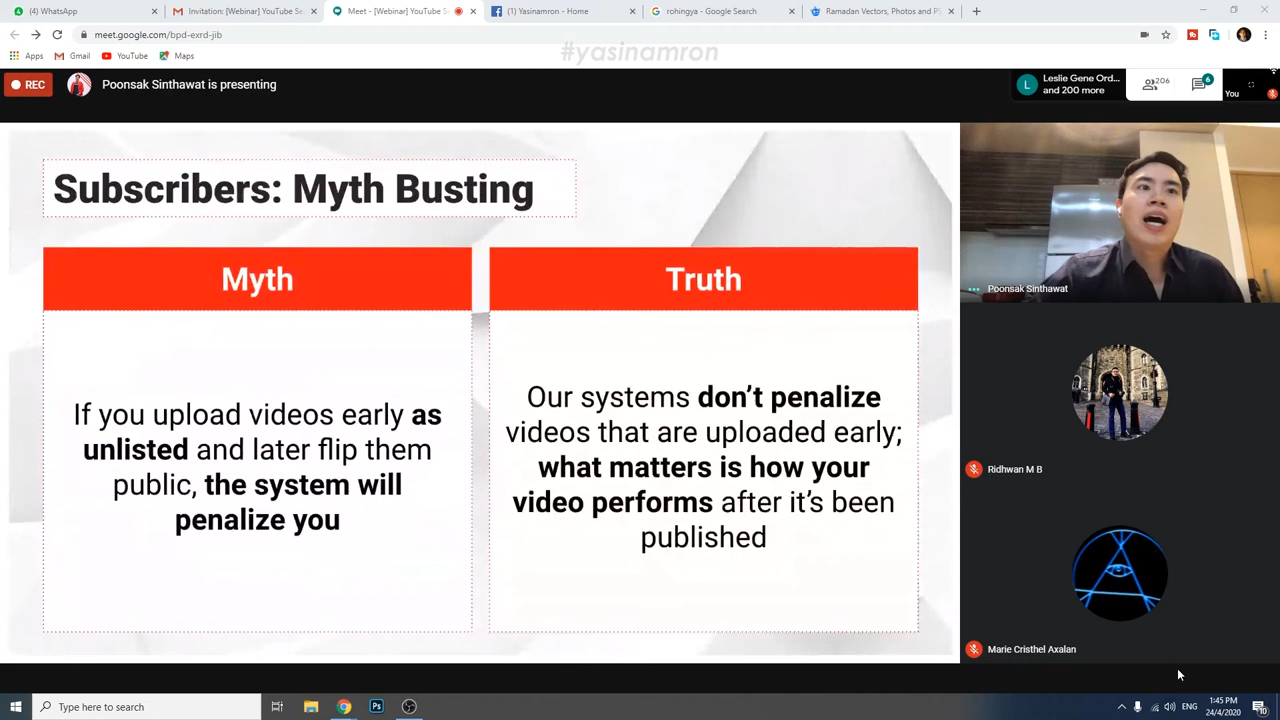 (4) WhatsApp
Invitation: [Webinar] YouTube Se
Meet - [Webinar] YouTube S
(1) Yasinamron - Home
rohingya - Google Search
Ramadan Vectors, Photos and PS
meet.google.com/bpd-exrd-jib
Apps
Gmail
YouTube
Maps
#yasinamron
REC
Poonsak Sinthawat is presenting
L
Leslie Gene Ord...
and 200 more
206
6
You
Subscribers: Myth Busting
Myth
If you upload videos early as
unlisted and later flip them
public, the system will
penalize you
Truth
Our systems don’t penalize
videos that are uploaded early;
what matters is how your
video performs after it’s been
published
Poonsak Sinthawat
Ridhwan M B
Marie Cristhel Axalan
Type here to search
Ps
ENG
1:45 PM
24/4/2020
10